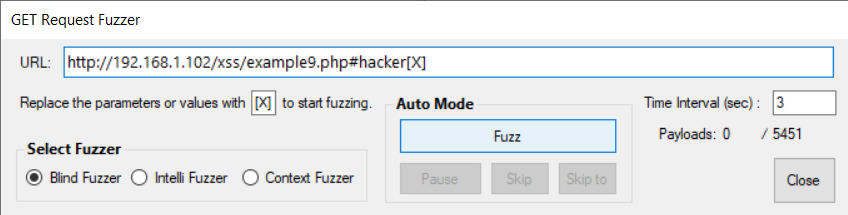 GET Request Fuzzer
URL: http://192.168.1.102/xss/example9.php#hacker[X]
Replace the parameters or values with [X] to start fuzzing.
Select Fuzzer
Blind Fuzzer Intelli Fuzzer Context Fuzzer
Auto Mode
Fuzz
Pause Skip Skip to
Time Interval (sec) : 3
Payloads: 0 / 5451
Close